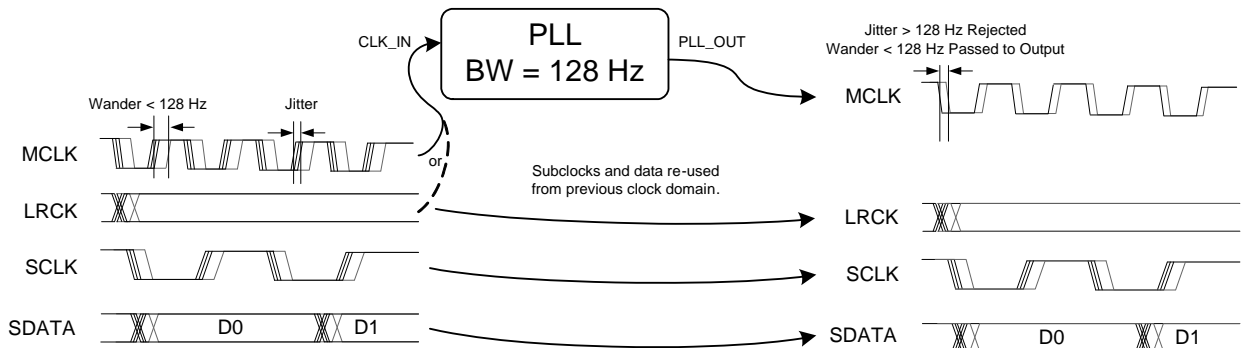 PLL
BW = 128 Hz
CLK_IN
PLL_OUT
Jitter > 128 Hz Rejected
Wander < 128 Hz Passed to Output
Wander < 128 Hz
Jitter
MCLK
or
MCLK
Subclocks and data re-used
from previous clock domain.
LRCK
LRCK
SCLK
SCLK
SDATA
D0
D1
SDATA
D0
D1